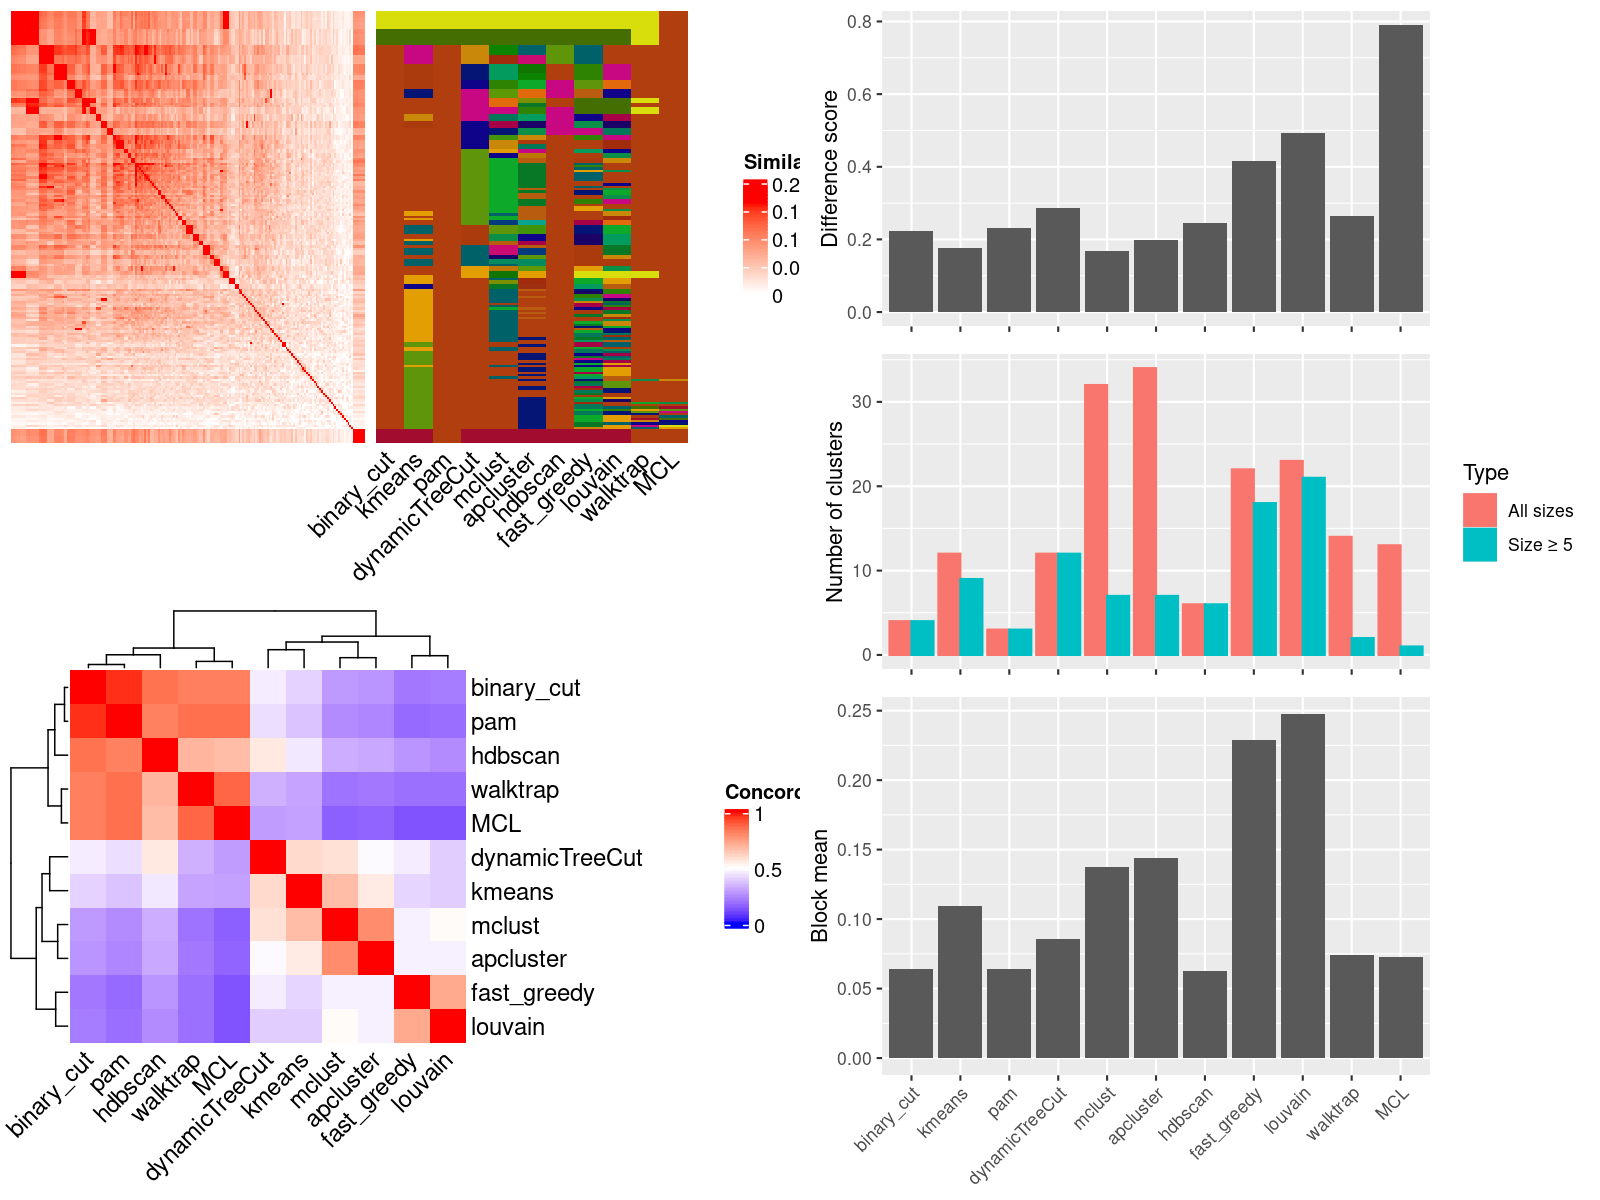 Simila
0.2
0.1
0.1
0.0
0
binary_cut
kmeans
pam
dynamicTreeCut
mclust
apcluster
hdbscan
fast_greedy
louvain
walktrap
MCL
binary_cut
pam
hdbscan
walktrap
MCL
dynamicTreeCut
kmeans
mclust
apcluster
fast_greedy
louvain
binary_cut
pam
hdbscan
walktrap
MCL
dynamicTreeCut
kmeans
mclust
apcluster
fast_greedy
louvain
Concord
1
0.5
0
Difference score
0.8
0.6
0.4
0.2
0.0
Number of clusters
30
20
10
0
Type
All sizes
Size ≥ 5
Block mean
0.25
0.20
0.15
0.10
0.05
0.00
binary_cut
kmeans
pam
dynamicTreeCut
mclust
apcluster
hdbscan
fast_greedy
louvain
walktrap
MCL